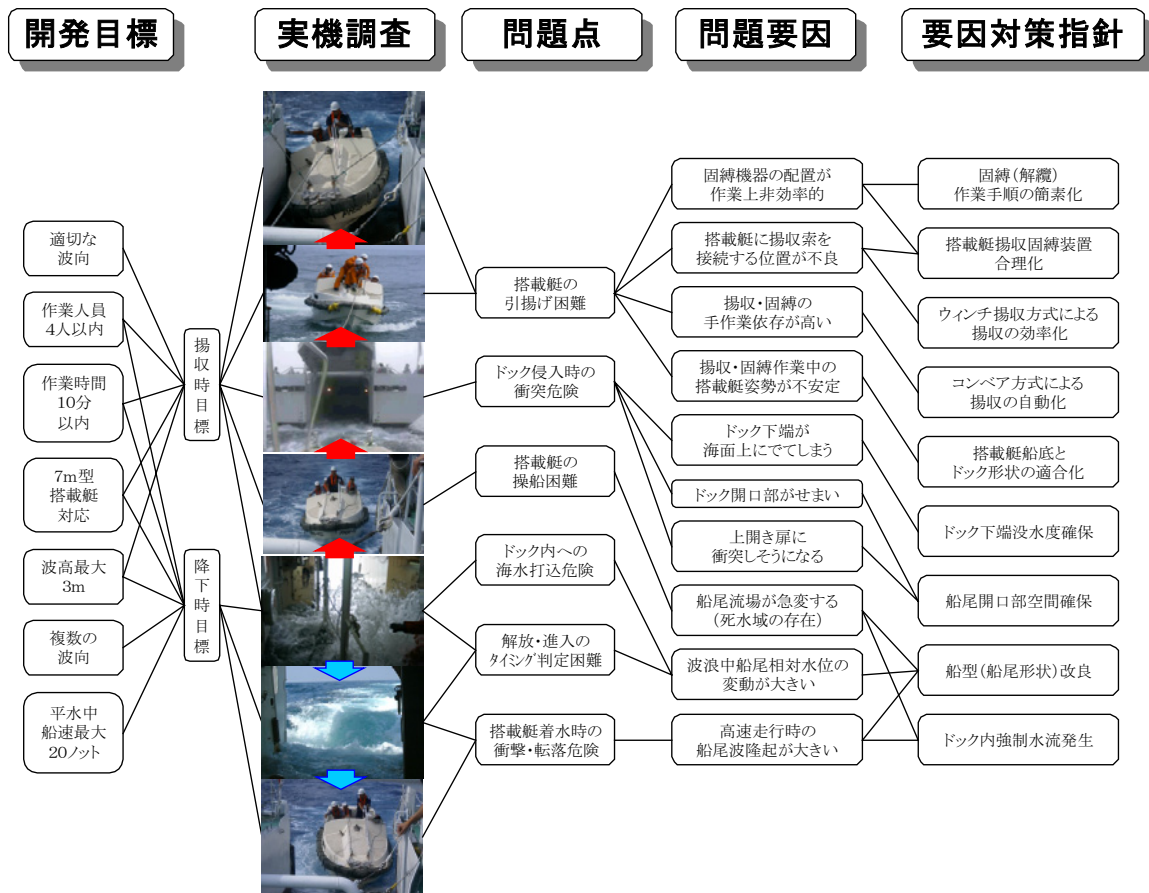 開発目標
実機調査
問題点
問題要因
要因対策指針
適切な
波向
作業人員
4人以内
作業時間
10分
以内
7m型
搭載艇
対応
波高最大
3m
複数の
波向
平水中
船速最大
20ノット
揚収時目標
降下時目標
搭載艇の
引揚げ困難
ドック侵入時の
衝突危険
搭載艇の
操船困難
ドック内への
海水打込危険
解放・進入の
タイミング判定困難
搭載艇着水時の
衝撃・転落危険
固縛機器の配置が
作業上非効率的
搭載艇に揚収索を
接続する位置が不良
揚収・固縛の
手作業依存が高い
揚収・固縛作業中の
搭載艇姿勢が不安定
ドック下端が
海面上にでてしまう
ドック開口部がせまい
上開き扉に
衝突しそうになる
船尾流場が急変する
(死水域の存在)
波浪中船尾相対水位の
変動が大きい
高速走行時の
船尾波隆起が大きい
固縛(解纜)
作業手順の簡素化
搭載艇揚収固縛装置
合理化
ウィンチ揚収方式による
揚収の効率化
コンベア方式による
揚収の自動化
搭載艇船底と
ドック形状の適合化
ドック下端没水度確保
船尾開口部空間確保
船型(船尾形状)改良
ドック内強制水流発生